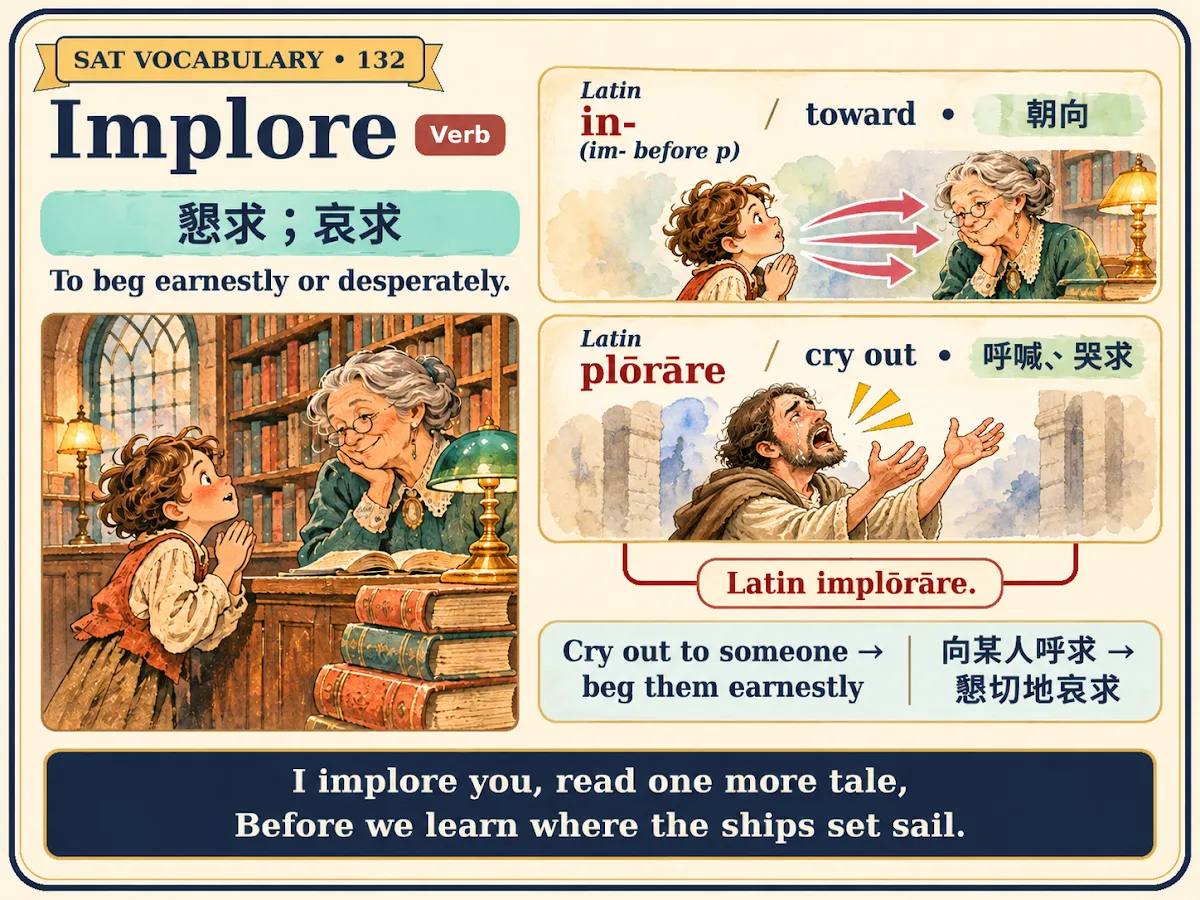 SAT VOCABULARY • 132
Implore
Verb
懇求；哀求
To beg earnestly or desperately.
Latin
in-
(im- before p)
/ toward • 朝向
Latin
plōrāre
/ cry out • 呼喊、哭求
Latin implōrāre.
Cry out to someone →
beg them earnestly
向某人呼求 →
懇切地哀求
I implore you, read one more tale,
Before we learn where the ships set sail.